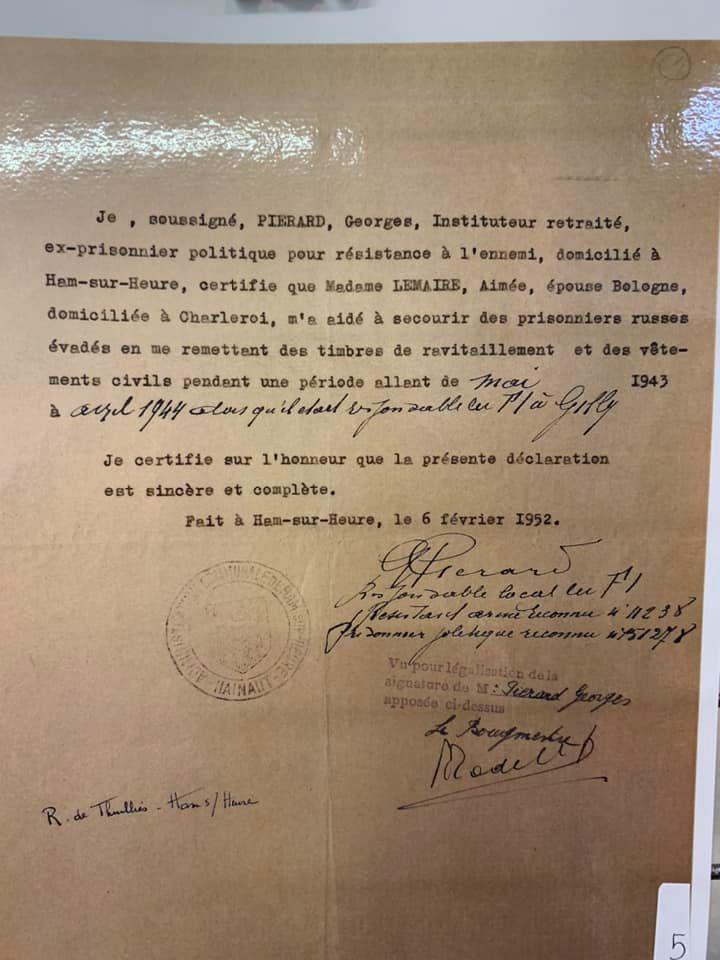 Je , soussigné, PIERARD, Georges, Instituteur retraité,
ex-prisonnier politique pour résistance à l'ennemi, domicilié à
Ham-sur-Heure, certifie que Madame LEMAIRE, Aimée, épouse Bologne,
domiciliée à Charleroi, m'a aidé à secourir des prisonniers russes
évadés en me remettant des timbres de ravitaillement et des vête-
ments civils pendant une période allant de mai 1943
à avril 1944 alors qu'il était responsable du FI à Gilly
Je certifie sur l'honneur que la présente déclaration
est sincère et complète.
Fait à Ham-sur-Heure, le 6 février 1952.
GPierard
Responsable local du FI
Résistant armé reconnu n°
Prisonnier politique reconnu n°
HAINAUT
Vu pour légalisation de la
signature de M : Pierard Georges
apposée ci-dessus
Le Bourgmestre
R. de Thuillies - Ham s/Heure
5